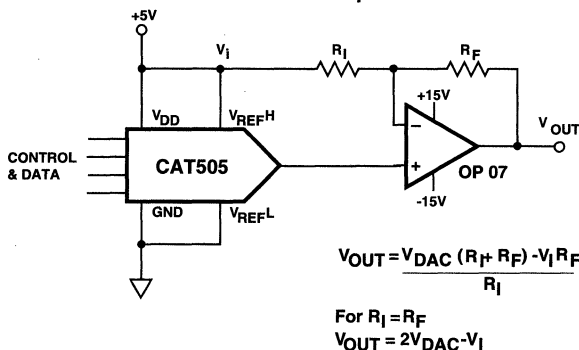 +5V
Vi
RI
RF
+15V
VDD
VREFH
−
VOUT
CONTROL
& DATA
CAT505
+
OP 07
-15V
GND
VREFL
VOUT = VDAC (RI+ RF) -VI RF
RI
For RI = RF
VOUT = 2VDAC-VI